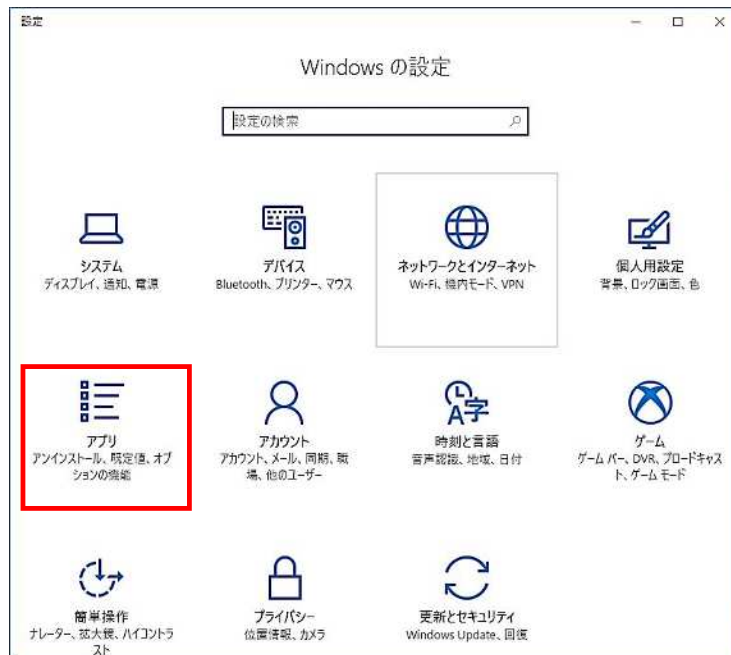 設定
Windows の設定
設定の検索
システム
ディスプレイ、通知、電源
デバイス
Bluetooth、プリンター、マウス
ネットワークとインターネット
Wi-Fi、機内モード、VPN
個人用設定
背景、ロック画面、色
アプリ
アンインストール、既定値、オプ
ションの機能
アカウント
アカウント、メール、同期、職
場、他のユーザー
時刻と言語
音声認識、地域、日付
ゲーム
ゲーム バー、DVR、ブロードキャス
ト、ゲーム モード
簡単操作
ナレーター、拡大鏡、ハイコントラ
スト
プライバシー
位置情報、カメラ
更新とセキュリティ
Windows Update、回復